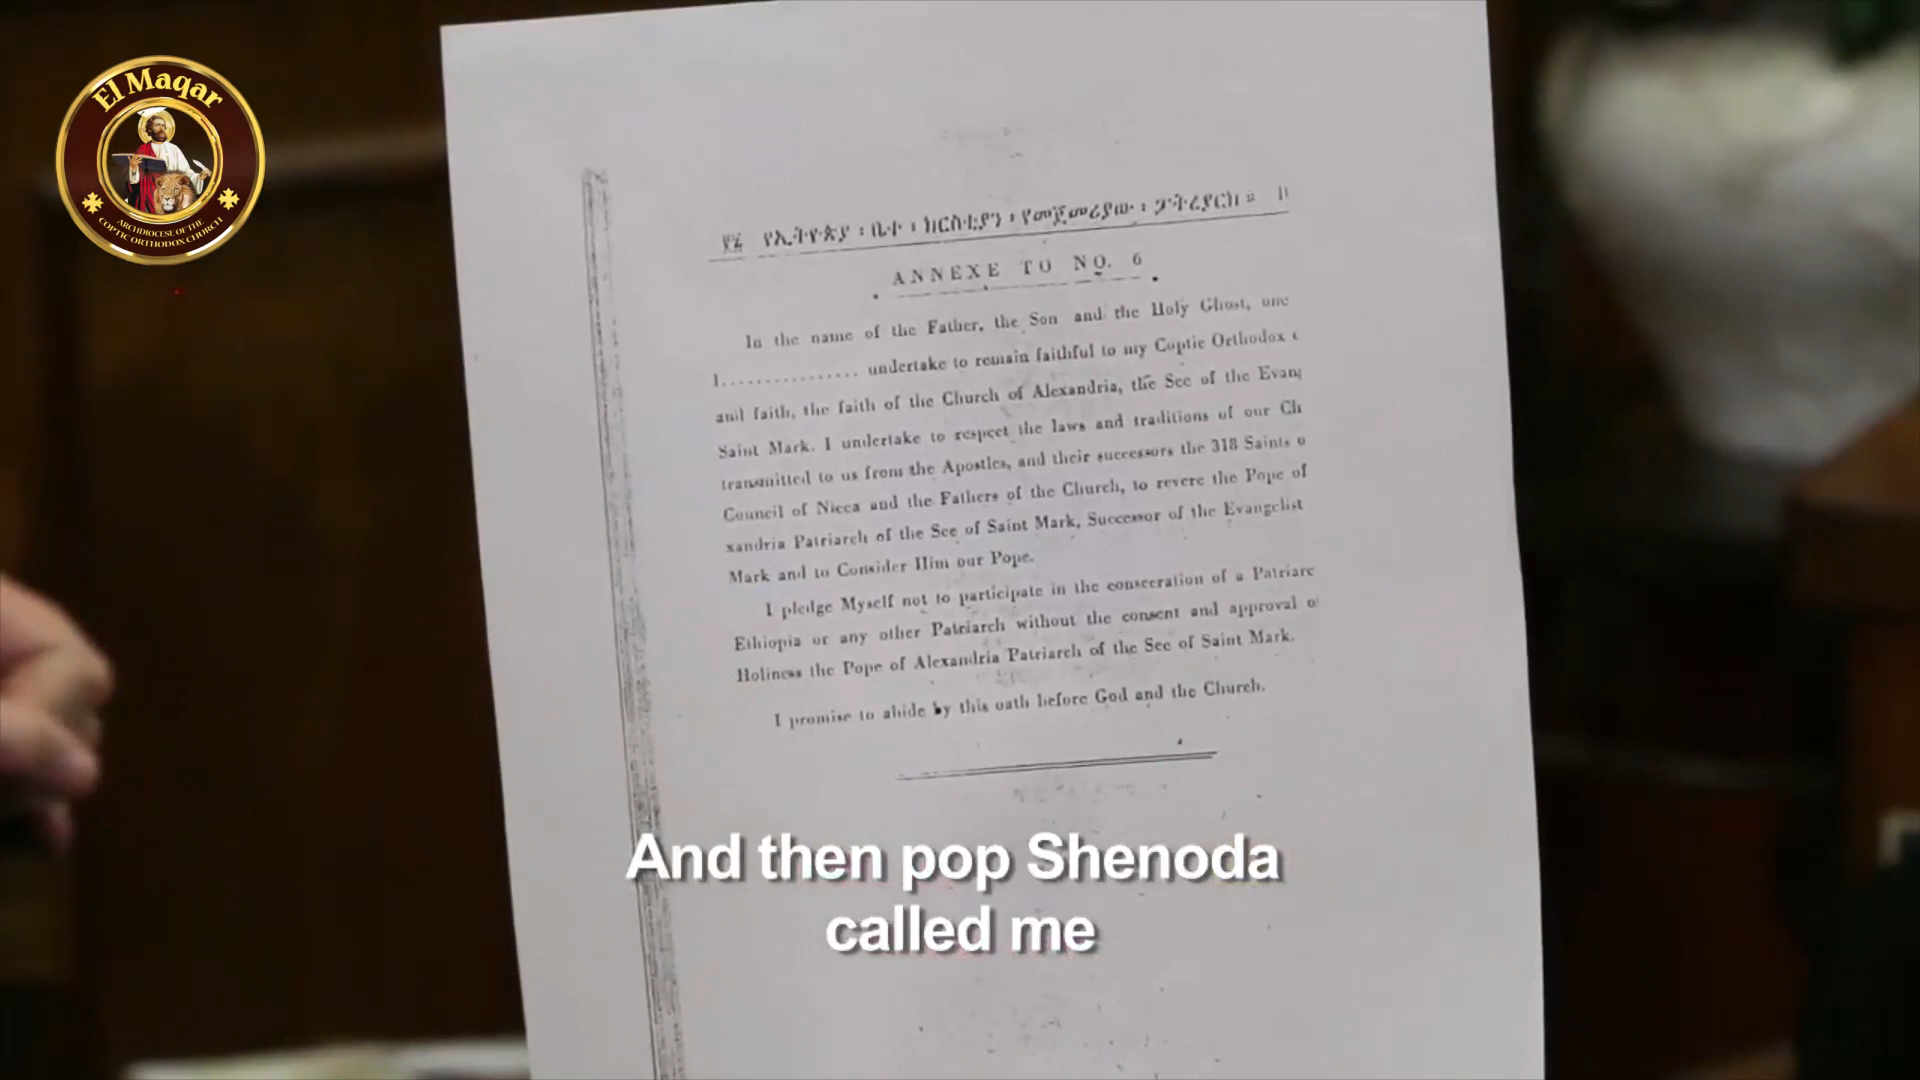 El Maqar
ARCHDIOCESE OF THE
COPTIC ORTHODOX CHURCH
የኢትዮጵያ ፡ ቤተ ፡ ክርስቲያን ፡ የመጀመሪያው ፡ ፓትሪያርክ ።
ANNEXE TO NO. 6
In the name of the Father, the Son and the Holy Ghost, one
I............... undertake to remain faithful to my Coptic Orthodox
and faith, the faith of the Church of Alexandria, the See of the Evang
Saint Mark. I undertake to respect the laws and traditions of our Ch
transmitted to us from the Apostles, and their successors the 318 Saints o
Council of Nicea and the Fathers of the Church, to revere the Pope of
xandria Patriarch of the See of Saint Mark, Successor of the Evangelist
Mark and to Consider Him our Pope.
I pledge Myself not to participate in the consecration of a Patriarc
Ethiopia or any other Patriarch without the consent and approval o
Holiness the Pope of Alexandria Patriarch of the See of Saint Mark.
I promise to abide by this oath before God and the Church.
And then pop Shenoda
called me